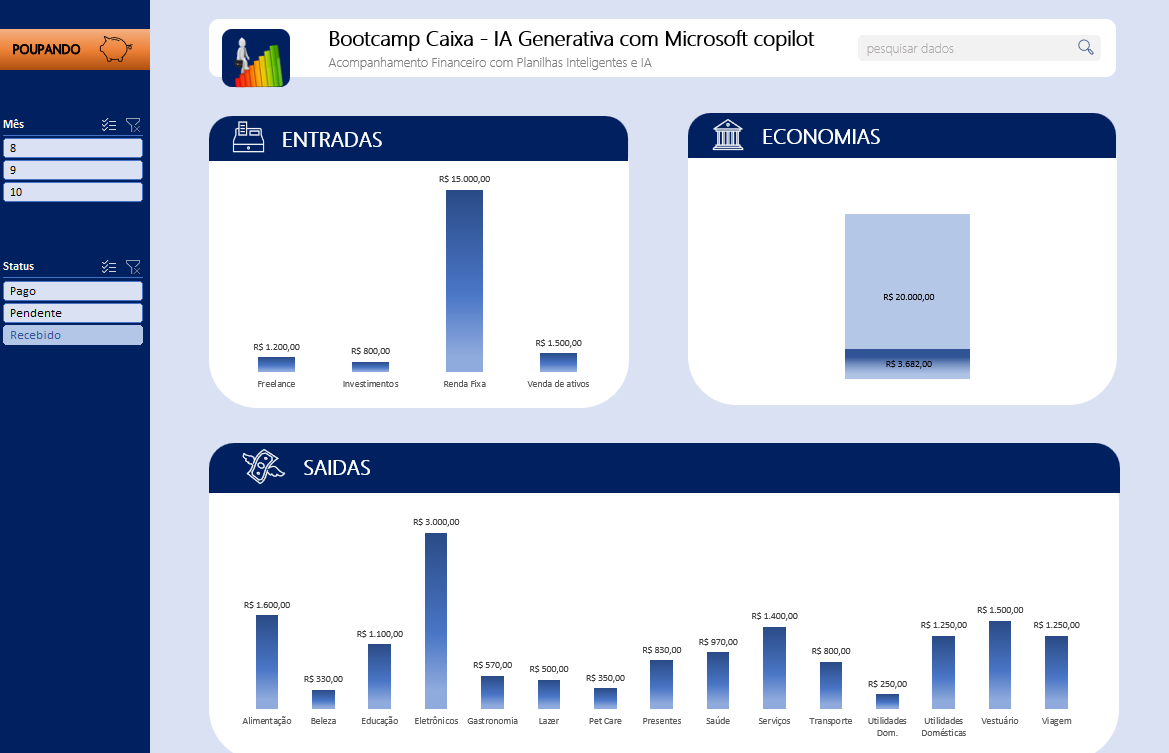 POUPANDO
Bootcamp Caixa - IA Generativa com Microsoft copilot
Acompanhamento Financeiro com Planilhas Inteligentes e IA
pesquisar dados
Mês
8
9
10
Status
Pago
Pendente
Recebido
ENTRADAS
R$ 15.000,00
R$ 1.200,00
R$ 800,00
R$ 1.500,00
Freelance
Investimentos
Renda Fixa
Venda de ativos
ECONOMIAS
R$ 20.000,00
R$ 3.682,00
SAIDAS
R$ 1.600,00
R$ 330,00
R$ 1.100,00
R$ 3.000,00
R$ 570,00
R$ 500,00
R$ 350,00
R$ 830,00
R$ 970,00
R$ 1.400,00
R$ 800,00
R$ 250,00
R$ 1.250,00
R$ 1.500,00
R$ 1.250,00
Alimentação
Beleza
Educação
Eletrônicos
Gastronomia
Lazer
Pet Care
Presentes
Saúde
Serviços
Transporte
Utilidades
Dom.
Utilidades
Domésticas
Vestuário
Viagem